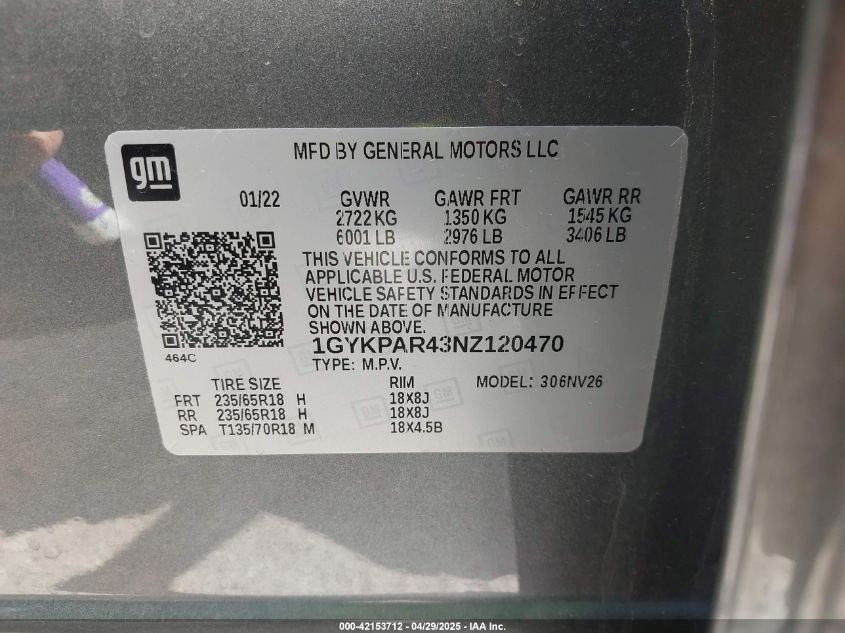 gm
MFD BY GENERAL MOTORS LLC
01/22 GVWR GAWR FRT GAWR RR
2722 KG 1350 KG 1545 KG
6001 LB 2976 LB 3406 LB
THIS VEHICLE CONFORMS TO ALL
APPLICABLE U.S. FEDERAL MOTOR
VEHICLE SAFETY STANDARDS IN EFFECT
ON THE DATE OF MANUFACTURE
SHOWN ABOVE.
464C
1GYKPAR43NZ120470
TYPE: M.P.V.
TIRE SIZE RIM MODEL: 306NV26
FRT 235/65R18 H 18X8J
RR 235/65R18 H 18X8J
SPA T135/70R18 M 18X4.5B
000-42153712 - 04/29/2025 - IAA Inc.